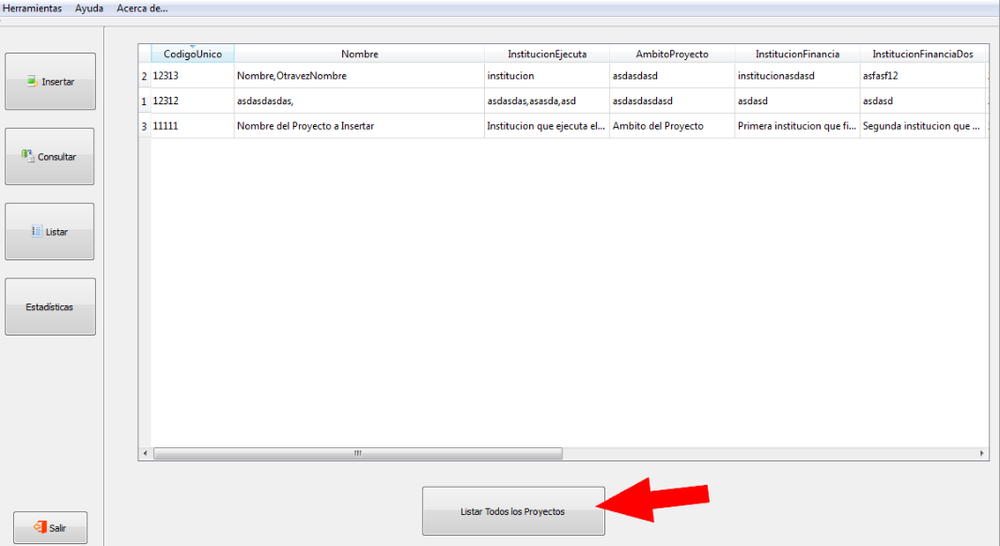 Herramientas Ayuda Acerca de...
CodigoUnico Nombre InstitucionEjecuta AmbitoProyecto InstitucionFinancia InstitucionFinanciaDos
2 12313 Nombre,OtravezNombre institucion asdasdasd institucionasdasd asfasf12
1 12312 asdasdasdas, asdasdas,asasda,asd asdasdasdasd asdasd asdasd
3 11111 Nombre del Proyecto a Insertar Institucion que ejecuta el... Ambito del Proyecto Primera institucion que fi... Segunda institucion que ...
Insertar
Consultar
Listar
Estadísticas
Listar Todos los Proyectos
Salir